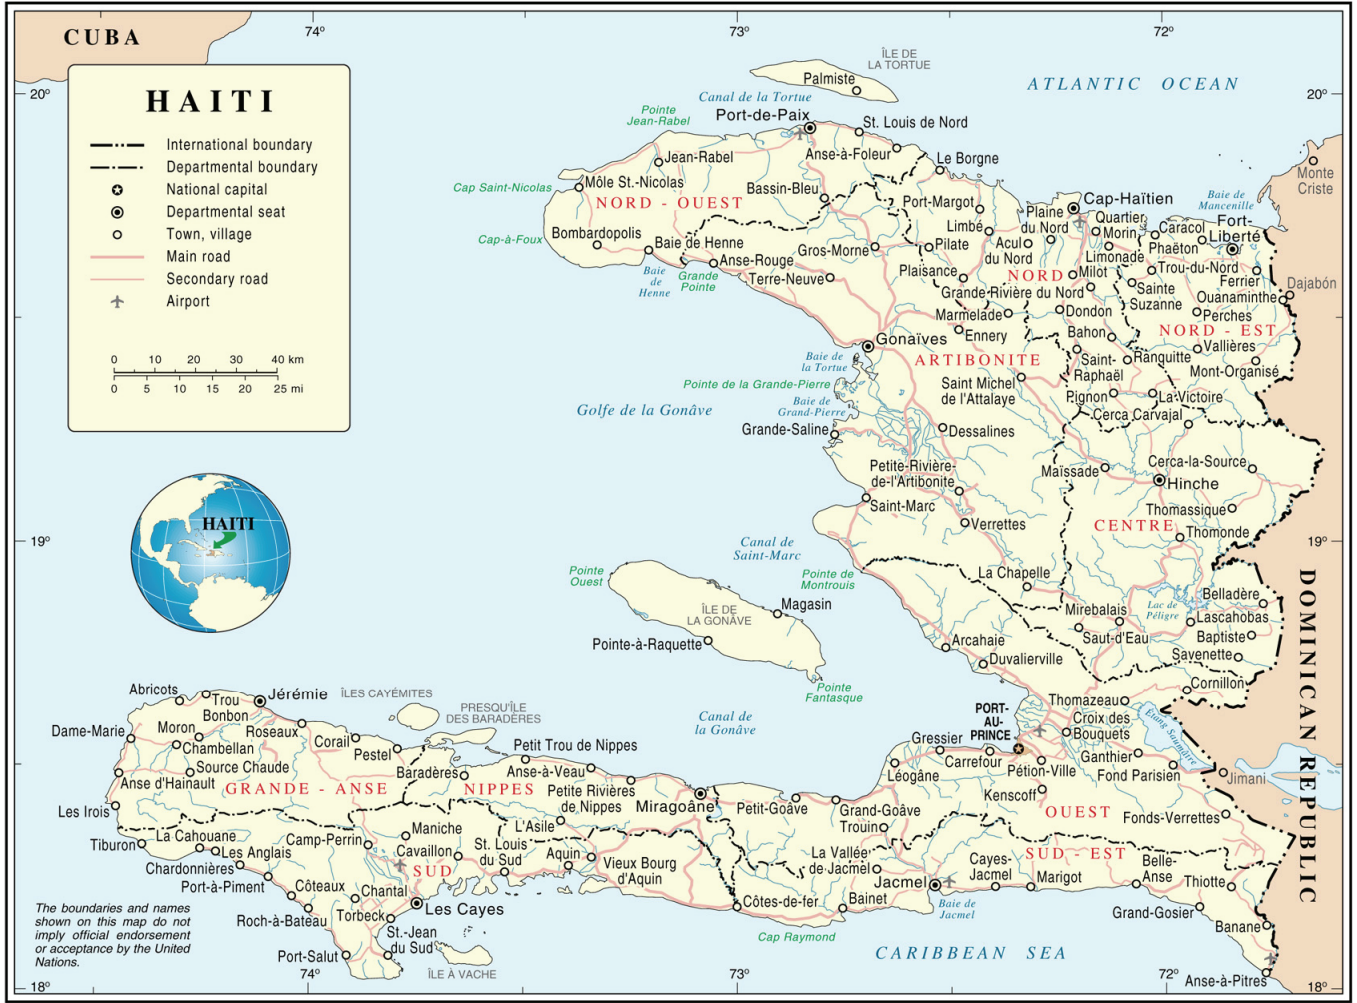 74°
73°
72°
CUBA
HAITI
International boundary
Departmental boundary
National capital
Departmental seat
Town, village
Main road
Secondary road
Airport
0 10 20 30 40 km
0 5 10 15 20 25 mi
20°
20°
ÎLE DE
LA TORTUE
Palmiste
ATLANTIC OCEAN
Canal de la Tortue
Pointe
Jean-Rabel
Port-de-Paix
St. Louis de Nord
Anse-à-Foleur
Le Borgne
Jean-Rabel
Monte
Criste
Cap Saint-Nicolas
Môle St.-Nicolas
Bassin-Bleu
NORD - OUEST
Port-Margot
Cap-Haïtien
Baie de
Mancenille
Plaine
du Nord
Quartier
Morin
Fort-
Liberté
Limbé
Caracol
Cap-à-Foux
Bombardopolis
Baie de Henne
Gros-Morne
Pilate
Acul
du Nord
Limonade
Phaëton
Baie
de
Henne
Grande
Pointe
Anse-Rouge
Terre-Neuve
Plaisance
NORD
Milot
Trou-du-Nord
Ferrier
Sainte
Suzanne
Dajabón
Grande Rivière du Nord
Ouanaminthe
Marmelade
Dondon
Perches
Ennery
Bahon
NORD - EST
Gonaïves
ARTIBONITE
Vallières
Baie de
la Tortue
Saint-
Raphaël
Ranquitte
Mont-Organisé
Pointe de la Grande-Pierre
Saint Michel
de l'Attalaye
Pignon
La-Victoire
Golfe de la Gonâve
Baie de
Grand-Pierre
Cerca Carvajal
Grande-Saline
Dessalines
Petite-Rivière-
de-l'Artibonite
Maïssade
Cerca-la-Source
Hinche
Saint-Marc
Thomassique
HAITI
Verrettes
CENTRE
Thomonde
19°
19°
Canal de
Saint-Marc
Pointe
Ouest
Pointe de
Montrouis
La Chapelle
DOMINICAN REPUBLIC
Belladère
Magasin
ÎLE DE
LA GONÂVE
Mirebalais
Lac de
Péligre
Lascahobas
Pointe-à-Raquette
Saut-d'Eau
Baptiste
Arcahaie
Savenette
Duvalierville
Pointe
Fantasque
Cornillon
Abricots
Trou
Bonbon
Jérémie
ÎLES CAYÉMITES
Thomazeau
PORT-
AU-
PRINCE
PRESQU'ÎLE
DES BARADÈRES
Canal de
la Gonâve
Croix des
Bouquets
Étang Saumâtre
Dame-Marie
Moron
Roseaux
Corail
Chambellan
Pestel
Petit Trou de Nippes
Gressier
Carrefour
Ganthier
Source Chaude
Baradères
Anse-à-Veau
Léogâne
Pétion-Ville
Fond Parisien
Jimani
Anse d'Hainault
GRANDE - ANSE
NIPPES
Petite Rivières
de Nippes
Miragoâne
Kenscoff
Les Irois
Petit-Goâve
Grand-Goâve
OUEST
Fonds-Verrettes
Trouin
Tiburon
La Cahouane
Camp-Perrin
Maniche
L'Asile
Les Anglais
Cavaillon
St. Louis
du Sud
Aquin
Vieux Bourg
d'Aquin
La Vallée
de Jacmel
SUD - EST
Cayes-
Jacmel
Belle-
Anse
Chardonnières
SUD
Port-à-Piment
Côteaux
Chantal
Jacmel
Marigot
Thiotte
Torbeck
Les Cayes
Côtes-de-fer
Bainet
Baie de
Jacmel
Grand-Gosier
Roch-à-Bateau
St.-Jean
du Sud
Cap Raymond
Banane
Port-Salut
ÎLE À VACHE
CARIBBEAN SEA
Anse-à-Pitres
The boundaries and names
shown on this map do not
imply official endorsement
or acceptance by the United
Nations.
18°
74°
73°
72°
18°